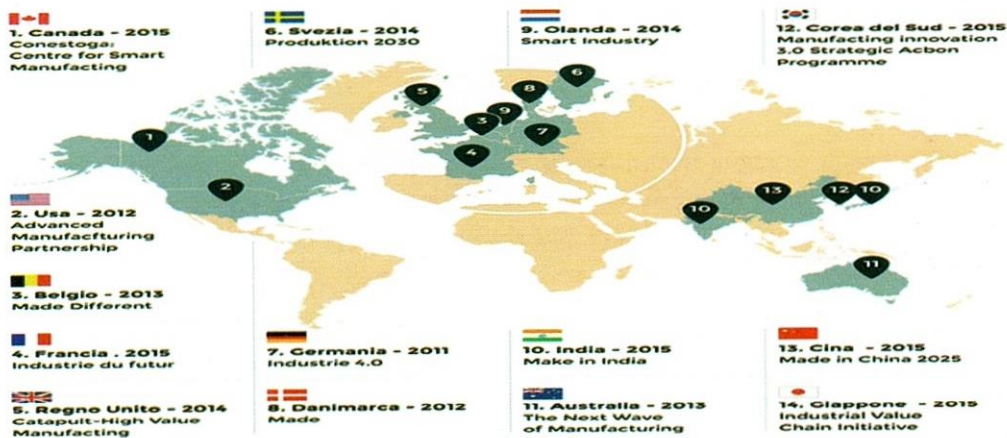 1. Canada - 2015
Conestoga:
Centre for Smart
Manufacting
6. Svezia - 2014
Produktion 2030
9. Olanda - 2014
Smart Industry
12. Corea del Sud - 2015
Manufacting innovation
3.0 Strategic Acbon
Programme
1
2
3
4
5
6
7
8
9
10
13
12
10
11
2. Usa - 2012
Advanced
Manufacfturing
Partnership
3. Belgio - 2013
Made Different
4. Francia . 2015
Industrie du futur
5. Regno Unito - 2014
Catapult-High Value
Manufacturing
7. Germania - 2011
Industrie 4.0
8. Danimarca - 2012
Made
10. India - 2015
Make in India
11. Australia - 2013
The Next Wave
of Manufacturing
13. Cina - 2015
Made in China 2025
14. Giappone - 2015
Industrial Value
Chain Initiative